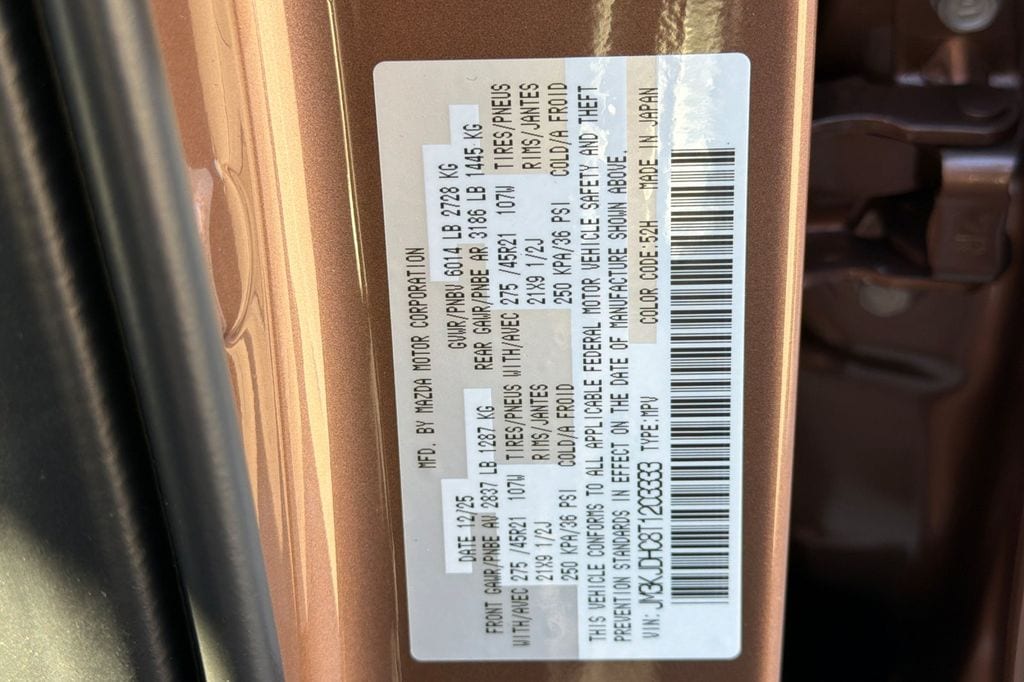 MFD. BY MAZDA MOTOR CORPORATION
DATE 12/25 GVWR/PNBV 6014 LB 2728 KG
FRONT GAWR/PNBE AV 2837 LB 1287 KG REAR GAWR/PNBE AR 3186 LB 1445 KG
WITH/AVEC 275 /45R21 107W TIRES/PNEUS WITH/AVEC 275 /45R21 107W TIRES/PNEUS
21X9 1/2J RIMS/JANTES 21X9 1/2J RIMS/JANTES
250 KPA/36 PSI COLD/A FROID 250 KPA/36 PSI COLD/A FROID
THIS VEHICLE CONFORMS TO ALL APPLICABLE FEDERAL MOTOR VEHICLE SAFETY AND THEFT
PREVENTION STANDARDS IN EFFECT ON THE DATE OF MANUFACTURE SHOWN ABOVE.
VIN: JM3KJDHC8T1203333 TYPE:MPV COLOR CODE:52H MADE IN JAPAN